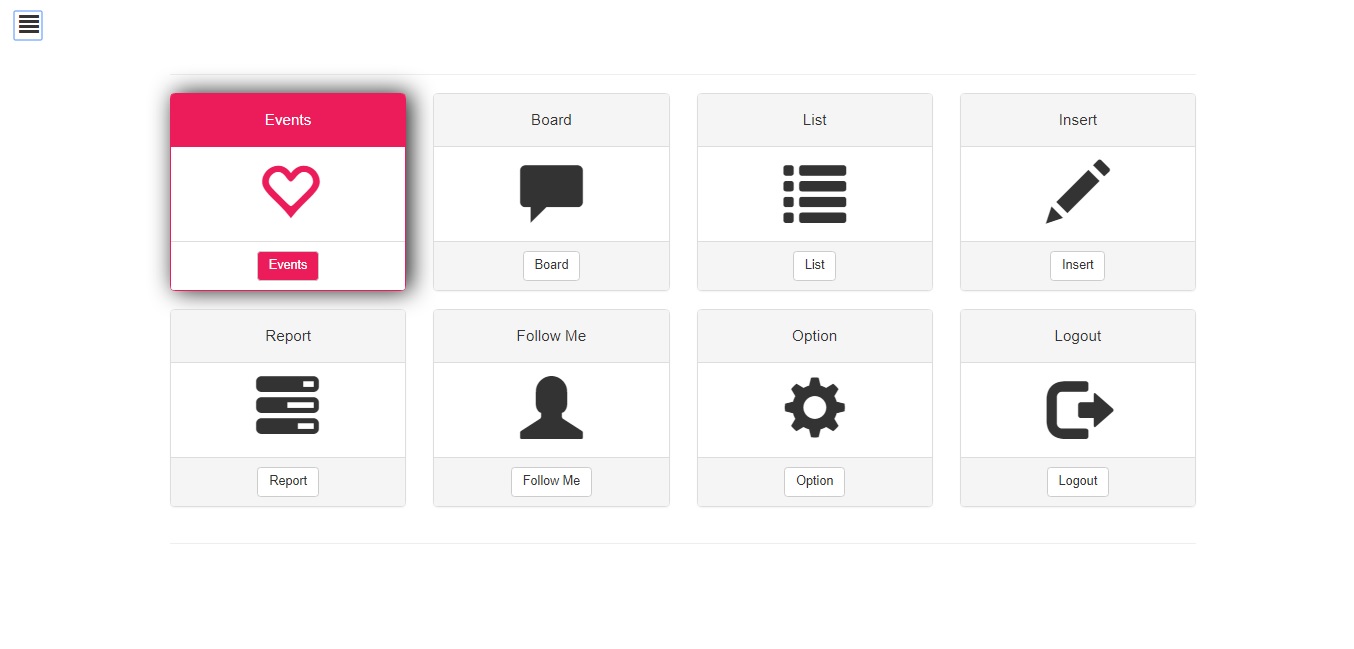 Events
Board
List
Insert
Events
Board
List
Insert
Report
Follow Me
Option
Logout
Report
Follow Me
Option
Logout